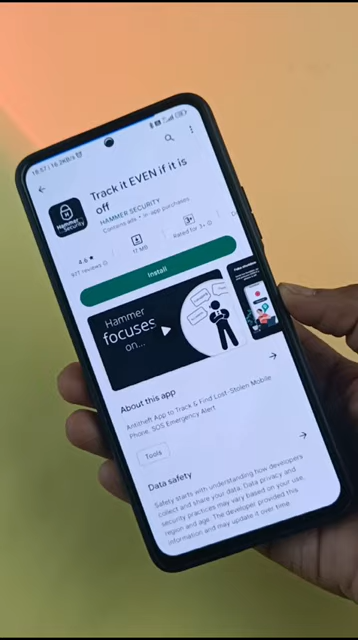 18:57 | 16.2KB/s
Track it EVEN if it is
off
HAMMER SECURITY
Contains ads • In-app purchases
Hammer
Security
4.6★
977 reviews
17 MB
3+
Rated for 3+
Install
Hammer
focuses
on...
About this app
Antitheft App to Track & Find Lost-Stolen Mobile
Phone, SOS Emergency Alert
Tools
Data safety
Safety starts with understanding how developers
collect and share your data. Data privacy and
security practices may vary based on your use,
region and age. The developer provided this
information and may update it over time